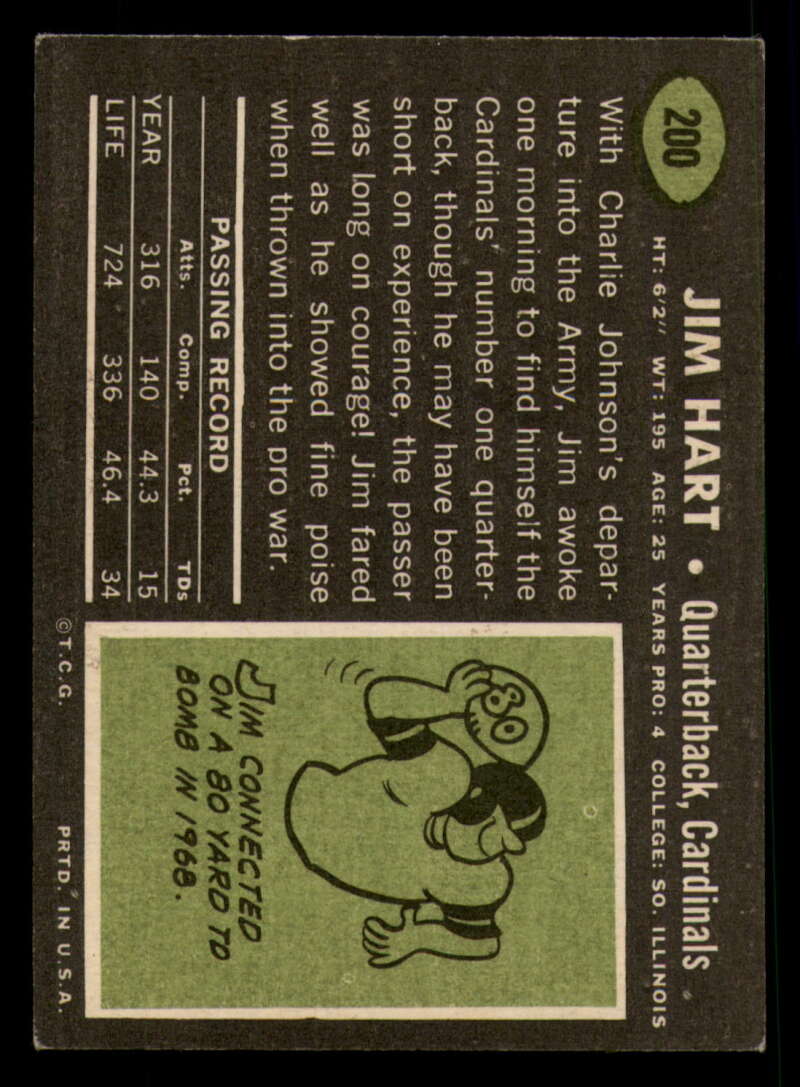 200
JIM HART • Quarterback, Cardinals
HT: 6'2" WT: 195 AGE: 25 YEARS PRO: 4 COLLEGE: SO. ILLINOIS
With Charlie Johnson's depar-
ture into the Army, Jim awoke
one morning to find himself the
Cardinals' number one quarter-
back, though he may have been
short on experience, the passer
was long on courage! Jim fared
well as he showed fine poise
when thrown into the pro war.
PASSING RECORD
Atts. Comp. Pct. TDs
YEAR 316 140 44.3 15
LIFE 724 336 46.4 34
80
JIM CONNECTED
ON A 80 YARD TD
BOMB IN 1968.
©T.C.G. PRTD. IN U.S.A.